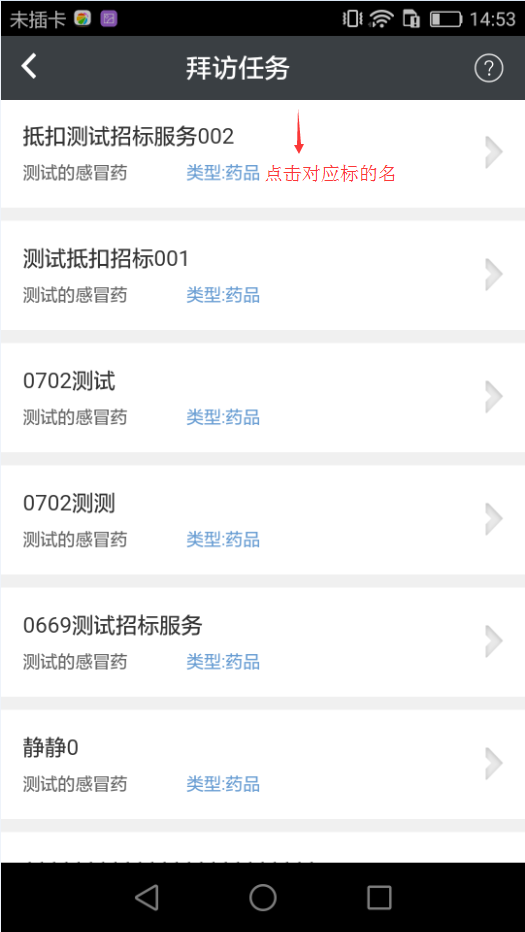 未插卡 14:53
拜访任务 ?
抵扣测试招标服务002
测试的感冒药 类型:药品 点击对应标的名
测试抵扣招标001
测试的感冒药 类型:药品
0702测试
测试的感冒药 类型:药品
0702测测
测试的感冒药 类型:药品
0669测试招标服务
测试的感冒药 类型:药品
静静0
测试的感冒药 类型:药品